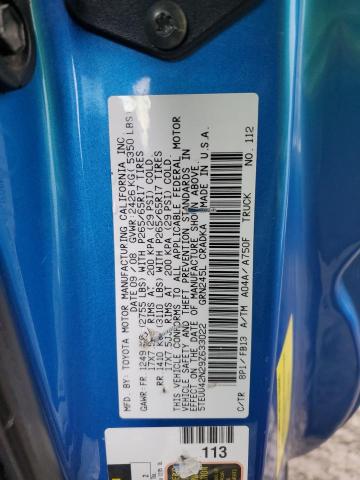 MFD. BY: TOYOTA MOTOR MANUFACTURING CALIFORNIA INC.
DATE 09/08 GVWR 2426 KG( 5350 LBS)
GAWR: FR 1249 KG (2755 LBS) WITH P265/65R17 TIRES
17X7.5J RIMS AT 200 KPA (29 PSI) COLD
RR 1410 KG (3110 LBS) WITH P265/65R17 TIRES
17X7.5J RIMS AT 200 KPA (29 PSI) COLD
THIS VEHICLE CONFORMS TO ALL APPLICABLE FEDERAL MOTOR
VEHICLE SAFETY AND THEFT PREVENTION STANDARDS IN
EFFECT ON THE DATE OF MANUFACTURE SHOWN ABOVE.
5TEUU42N29Z633022 GRN245L CRADKA MADE IN U.S.A.
C/TR 8P1/FB13 A/TM A04A/A750F TRUCK NO. 112
113